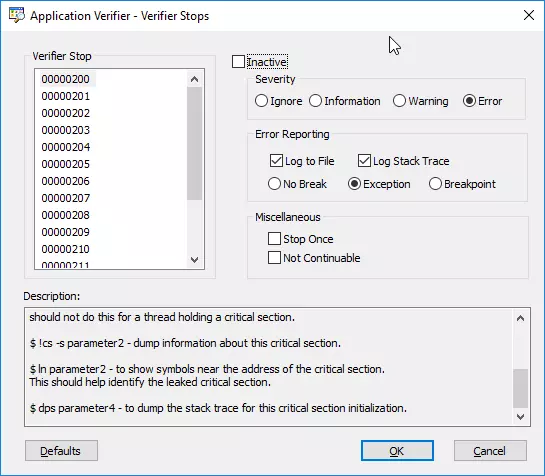 Application Verifier - Verifier Stops
Verifier Stop
00000200
00000201
00000202
00000203
00000204
00000205
00000206
00000207
00000208
00000209
00000210
00000211
Inactive
Severity
Ignore Information Warning Error
Error Reporting
Log to File Log Stack Trace
No Break Exception Breakpoint
Miscellaneous
Stop Once
Not Continuable
Description:
should not do this for a thread holding a critical section.
$ !cs -s parameter2 - dump information about this critical section.
$ ln parameter2 - to show symbols near the address of the critical section.
This should help identify the leaked critical section.
$ dps parameter4 - to dump the stack trace for this critical section initialization.
Defaults OK Cancel